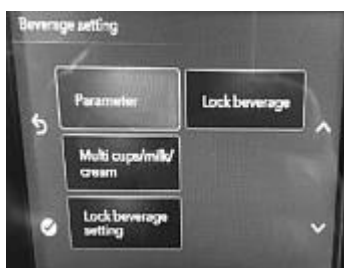 Beverage setting
Parameter
Lock beverage
Multi cups/milk/
cream
Lock beverage
setting